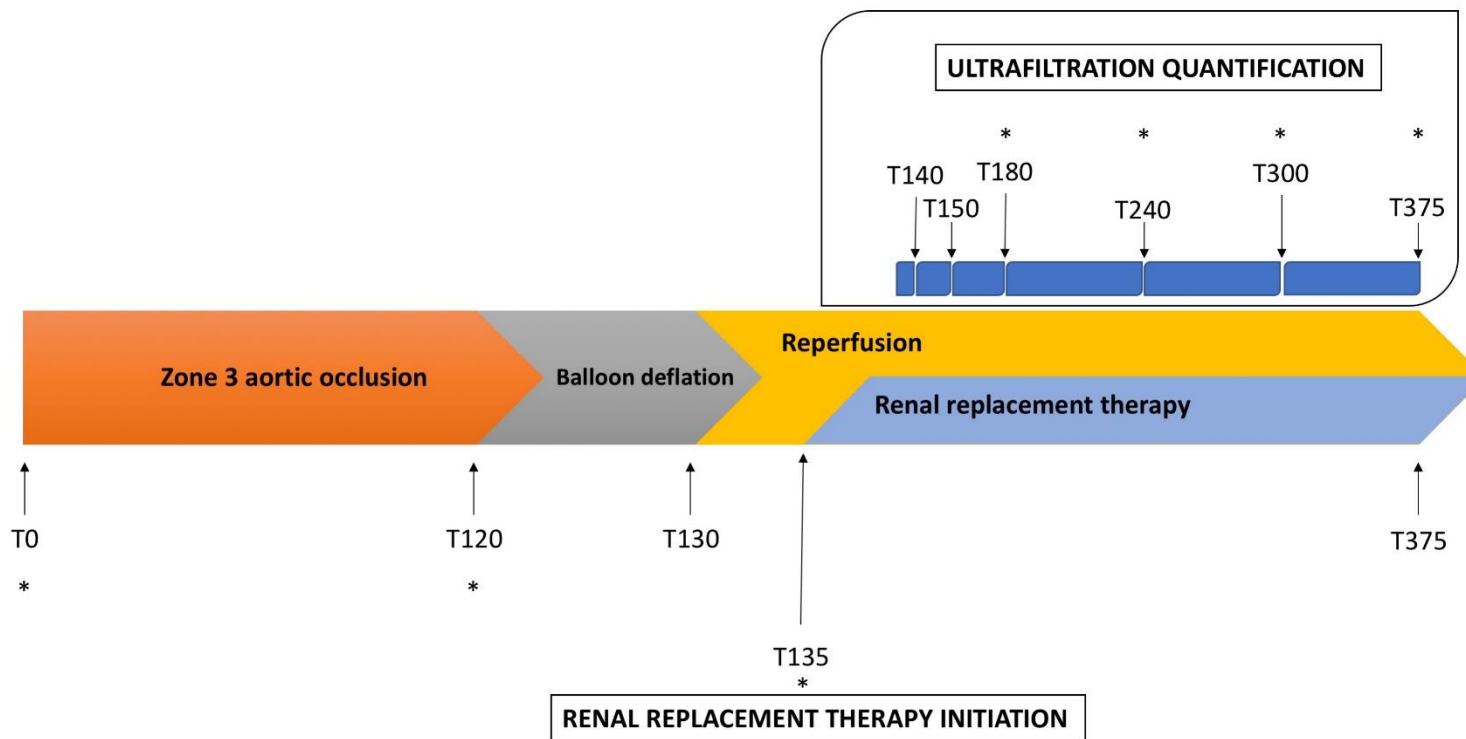 ULTRAFILTRATION QUANTIFICATION
* * * *
T140 T150 T180 T240 T300 T375
Zone 3 aortic occlusion
Balloon deflation
Reperfusion
Renal replacement therapy
T0 T120 T130 T375
* *
T135
*
RENAL REPLACEMENT THERAPY INITIATION